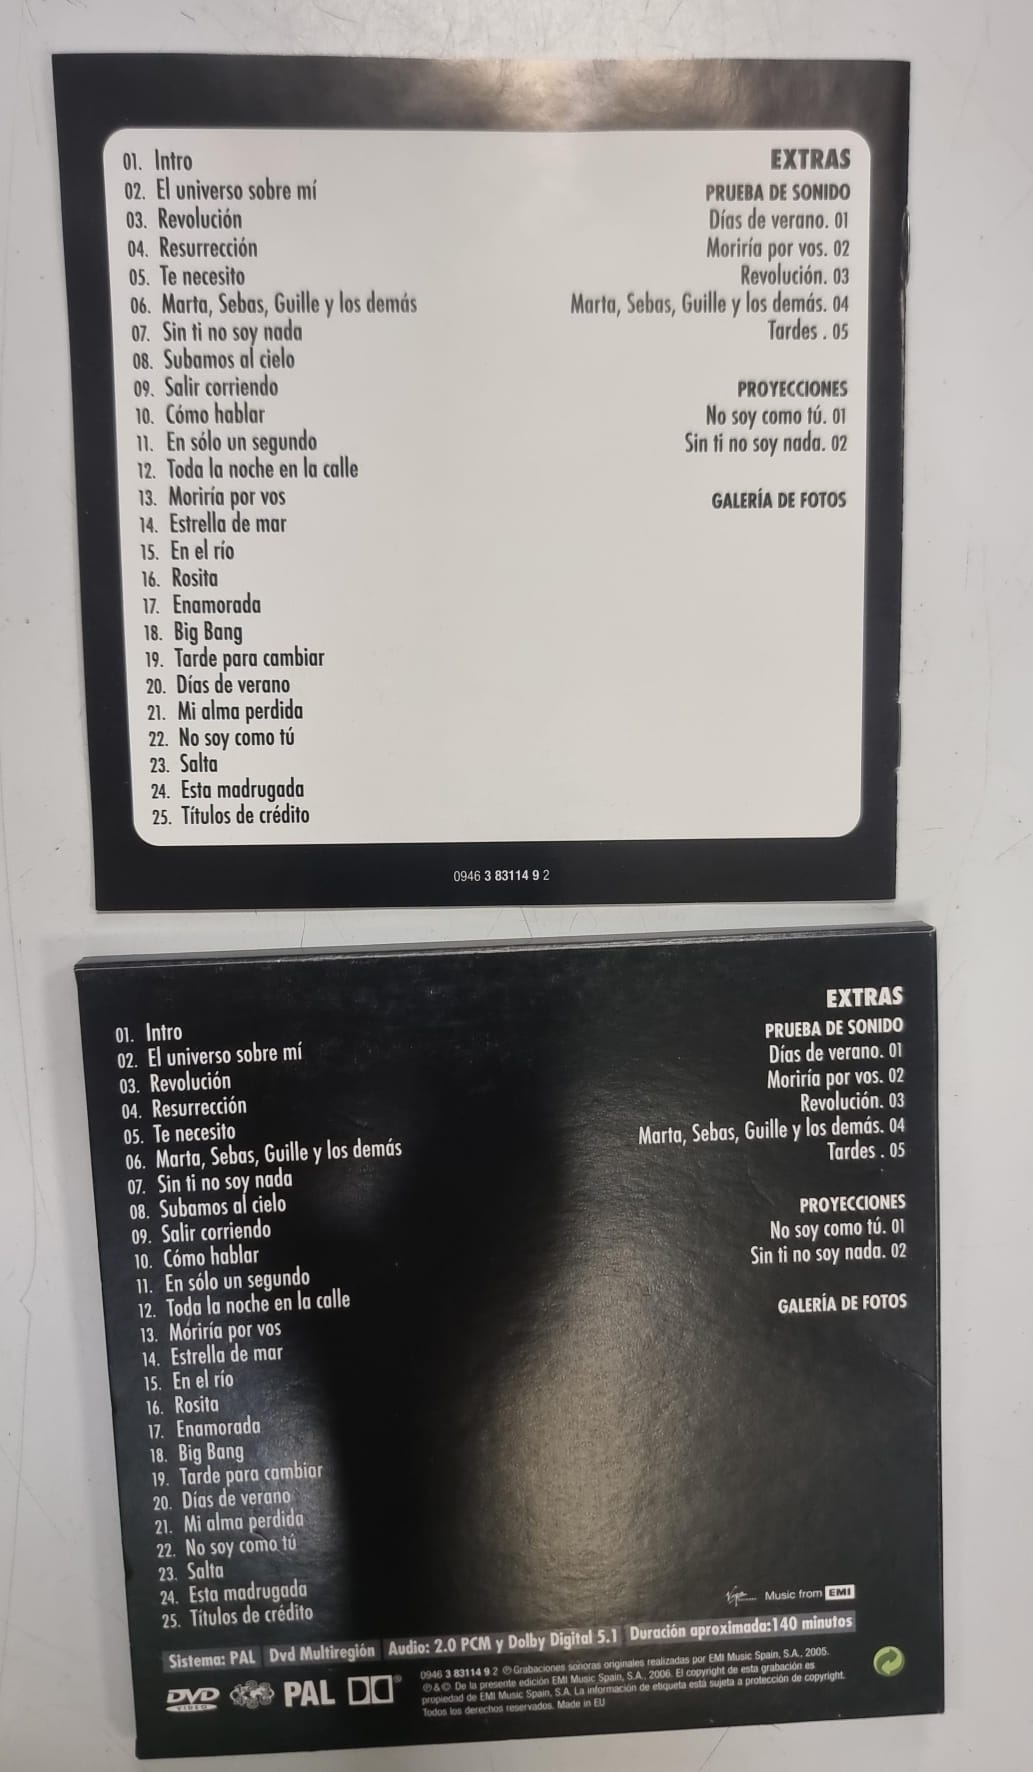 01. Intro
02. El universo sobre mí
03. Revolución
04. Resurrección
05. Te necesito
06. Marta, Sebas, Guille y los demás
07. Sin ti no soy nada
08. Subamos al cielo
09. Salir corriendo
10. Cómo hablar
11. En sólo un segundo
12. Toda la noche en la calle
13. Moriría por vos
14. Estrella de mar
15. En el río
16. Rosita
17. Enamorada
18. Big Bang
19. Tarde para cambiar
20. Días de verano
21. Mi alma perdida
22. No soy como tú
23. Salta
24. Esta madrugada
25. Títulos de crédito
EXTRAS
PRUEBA DE SONIDO
Días de verano. 01
Moriría por vos. 02
Revolución. 03
Marta, Sebas, Guille y los demás. 04
Tardes . 05
PROYECCIONES
No soy como tú. 01
Sin ti no soy nada. 02
GALERÍA DE FOTOS
0946 3 83114 9 2
01. Intro
02. El universo sobre mí
03. Revolución
04. Resurrección
05. Te necesito
06. Marta, Sebas, Guille y los demás
07. Sin ti no soy nada
08. Subamos al cielo
09. Salir corriendo
10. Cómo hablar
11. En sólo un segundo
12. Toda la noche en la calle
13. Moriría por vos
14. Estrella de mar
15. En el río
16. Rosita
17. Enamorada
18. Big Bang
19. Tarde para cambiar
20. Días de verano
21. Mi alma perdida
22. No soy como tú
23. Salta
24. Esta madrugada
25. Títulos de crédito
EXTRAS
PRUEBA DE SONIDO
Días de verano. 01
Moriría por vos. 02
Revolución. 03
Marta, Sebas, Guille y los demás. 04
Tardes . 05
PROYECCIONES
No soy como tú. 01
Sin ti no soy nada. 02
GALERÍA DE FOTOS
Virgin Music from EMI
Sistema: PAL Dvd Multiregión Audio: 2.0 PCM y Dolby Digital 5.1 Duración aproximada:140 minutos
DVD VIDEO PAL
0946 3 83114 9 2 ℗ Grabaciones sonoras originales realizadas por EMI Music Spain, S.A., 2005.
℗ & © De la presente edición EMI Music Spain, S.A., 2006. El copyright de esta grabación es
propiedad de EMI Music Spain, S.A. La información de etiqueta está sujeta a protección de copyright.
Todos los derechos reservados. Made in EU